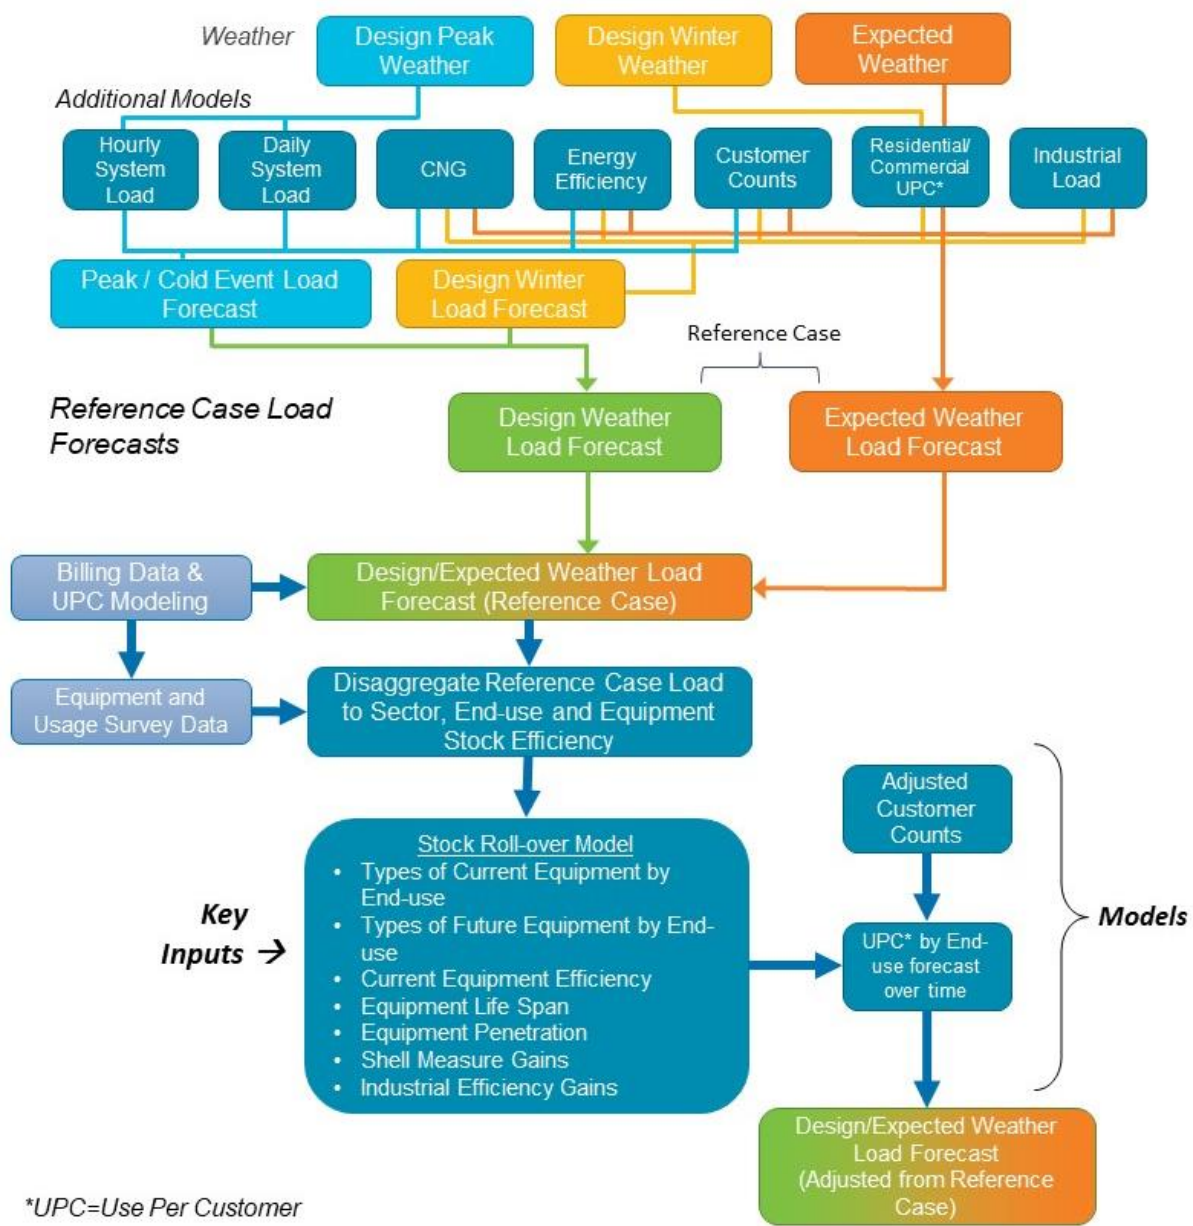 Weather
Design Peak
Weather
Design Winter
Weather
Expected
Weather
Additional Models
Hourly
System
Load
Daily
System
Load
CNG
Energy
Efficiency
Customer
Counts
Residential/
Commercial
UPC*
Industrial
Load
Peak / Cold Event Load
Forecast
Design Winter
Load Forecast
Reference Case
Reference Case Load
Forecasts
Design Weather
Load Forecast
Expected Weather
Load Forecast
Billing Data &
UPC Modeling
Design/Expected Weather Load
Forecast (Reference Case)
Equipment and
Usage Survey Data
Disaggregate Reference Case Load
to Sector, End-use and Equipment
Stock Efficiency
Adjusted
Customer
Counts
Key
Inputs →
Stock Roll-over Model
• Types of Current Equipment by
End-use
• Types of Future Equipment by End-
use
• Current Equipment Efficiency
• Equipment Life Span
• Equipment Penetration
• Shell Measure Gains
• Industrial Efficiency Gains
UPC* by End-
use forecast
over time
Models
Design/Expected Weather
Load Forecast
(Adjusted from Reference
Case)
*UPC=Use Per Customer